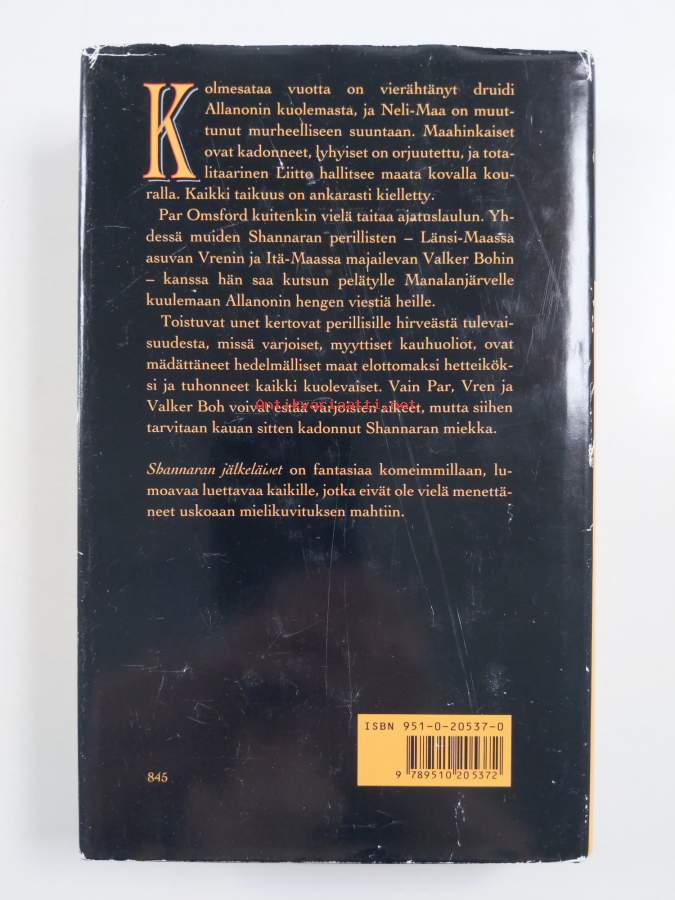 Kolmesataa vuotta on vierähtänyt druidi
Allanonin kuolemasta, ja Neli-Maa on muut-
tunut murheelliseen suuntaan. Maahinkaiset
ovat kadonneet, lyhyiset on orjuutettu, ja tota-
litaarinen Liitto hallitsee maata kovalla kou-
ralla. Kaikki taikuus on ankarasti kielletty.
Par Omsford kuitenkin vielä taitaa ajatuslaulun. Yh-
dessä muiden Shannaran perillisten – Länsi-Maassa
asuvan Vrenin ja Itä-Maassa majailevan Valker Bohin
– kanssa hän saa kutsun pelätylle Manalanjärvelle
kuulemaan Allanonin hengen viestiä heille.
Toistuvat unet kertovat perillisille hirveästä tulevai-
suudesta, missä varjoiset, myyttiset kauhuoliot, ovat
mädättäneet hedelmälliset maat elottomaksi hetteikök-
si ja tuhonneet kaikki kuolevaiset. Vain Par, Vren ja
Valker Boh voivat estää varjoisten aikeet, mutta siihen
Antikvariaatti.net
tarvitaan kauan sitten kadonnut Shannaran miekka.
Shannaran jälkeläiset on fantasiaa komeimmillaan, lu-
moavaa luettavaa kaikille, jotka eivät ole vielä menettä-
neet uskoaan mielikuvituksen mahtiin.
ISBN 951-0-20537-0
9 789510 205372
845